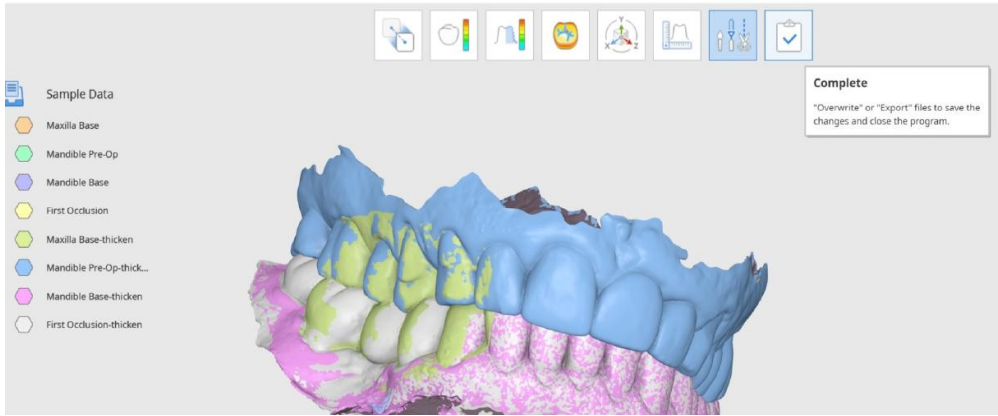 Y
X
Z
Complete
"Overwrite" or "Export" files to save the
changes and close the program.
Sample Data
Maxilla Base
Mandible Pre-Op
Mandible Base
First Occlusion
Maxilla Base-thicken
Mandible Pre-Op-thick...
Mandible Base-thicken
First Occlusion-thicken